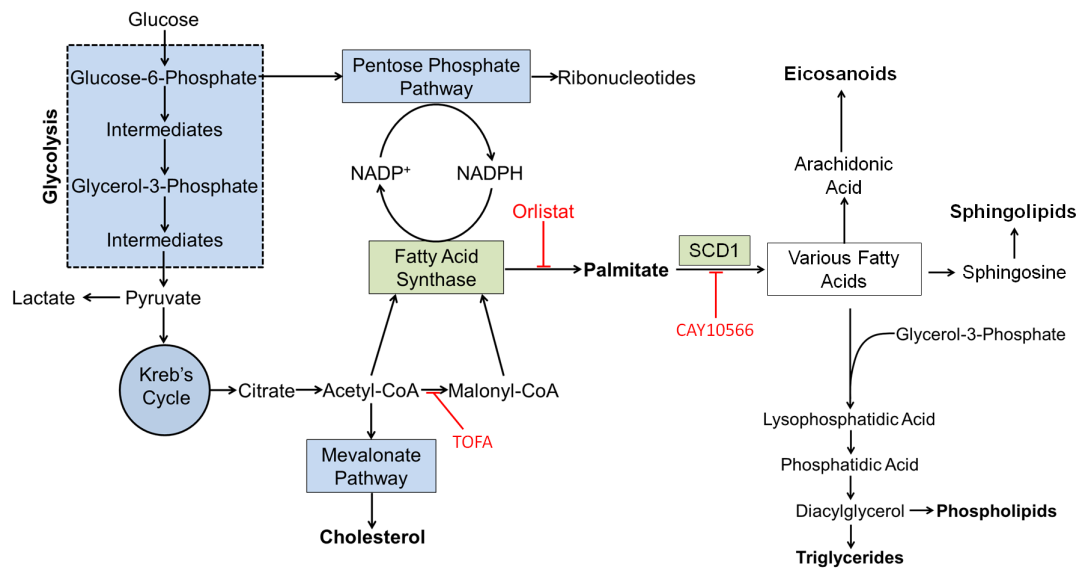 Glucose
Glycolysis
Glucose-6-Phosphate
Intermediates
Glycerol-3-Phosphate
Intermediates
Lactate
Pyruvate
Kreb's
Cycle
Citrate
Acetyl-CoA
Malonyl-CoA
TOFA
Mevalonate
Pathway
Cholesterol
Pentose Phosphate
Pathway
Ribonucleotides
NADP+
NADPH
Fatty Acid
Synthase
Orlistat
Palmitate
SCD1
CAY10566
Various Fatty
Acids
Arachidonic
Acid
Eicosanoids
Sphingosine
Sphingolipids
Glycerol-3-Phosphate
Lysophosphatidic Acid
Phosphatidic Acid
Diacylglycerol
Phospholipids
Triglycerides